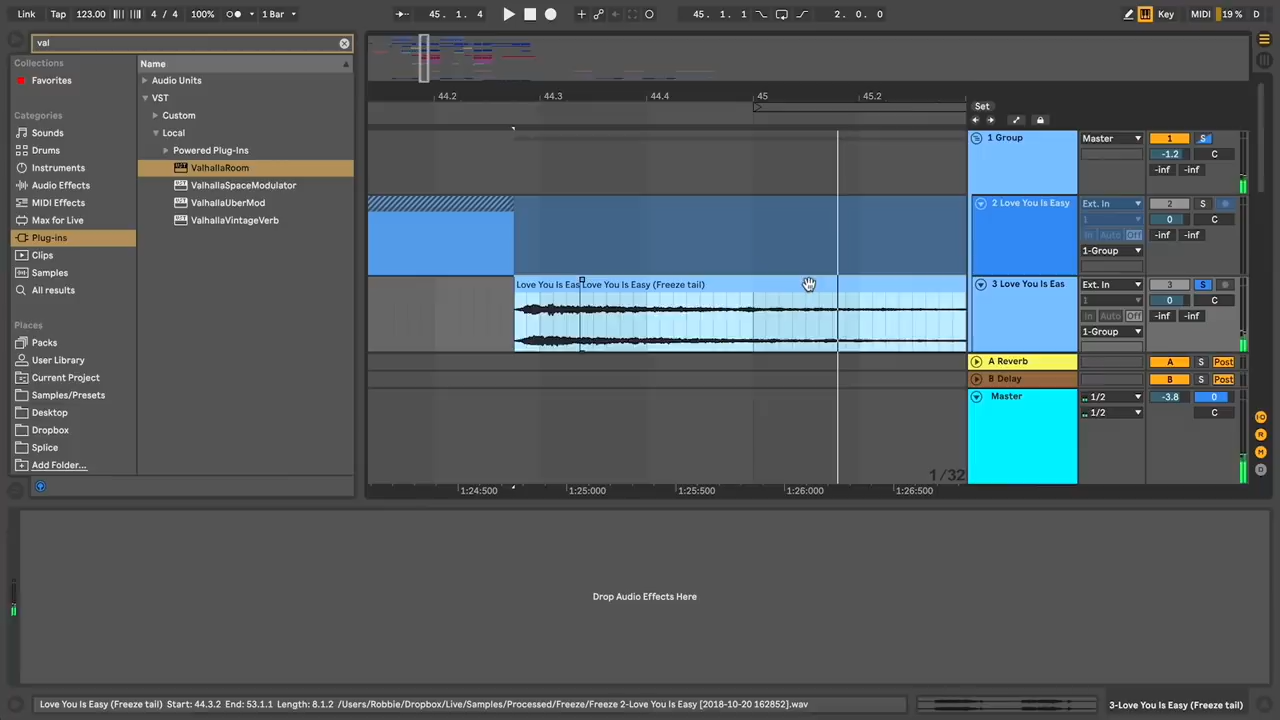 Link Tap 123.00 4 / 4 100% 1 Bar 45. 1. 4 45. 1. 1 2. 0. 0 Key MIDI 19 % D
val
Collections
Favorites
Categories
Sounds
Drums
Instruments
Audio Effects
MIDI Effects
Max for Live
Plug-ins
Clips
Samples
All results
Places
Packs
User Library
Current Project
Samples/Presets
Desktop
Dropbox
Splice
Add Folder...
Name
Audio Units
VST
Custom
Local
Powered Plug-Ins
ValhallaRoom
ValhallaSpaceModulator
ValhallaUberMod
ValhallaVintageVerb
44.2 44.3 44.4 45 45.2
Set
1 Group Master 1 S
-1.2 C
-inf -inf
2 Love You Is Easy Ext. In 2 S
1 0 C
In Auto Off -inf -inf
1-Group
Love You Is Eas Love You Is Easy (Freeze tail)
3 Love You Is Eas Ext. In 3 S
1 0 C
In Auto Off -inf -inf
1-Group
A Reverb A S Post
B Delay B S Post
Master 1/2 -3.8 0
1/2 C
1/32
1:24:500 1:25:000 1:25:500 1:26:000 1:26:500
IO
R
M
D
Drop Audio Effects Here
Love You Is Easy (Freeze tail) Start: 44.3.2 End: 53.1.1 Length: 8.1.2 /Users/Robbie/Dropbox/Live/Samples/Processed/Freeze/Freeze 2-Love You Is Easy [2018-10-20 162852].wav
3-Love You Is Easy (Freeze tail)